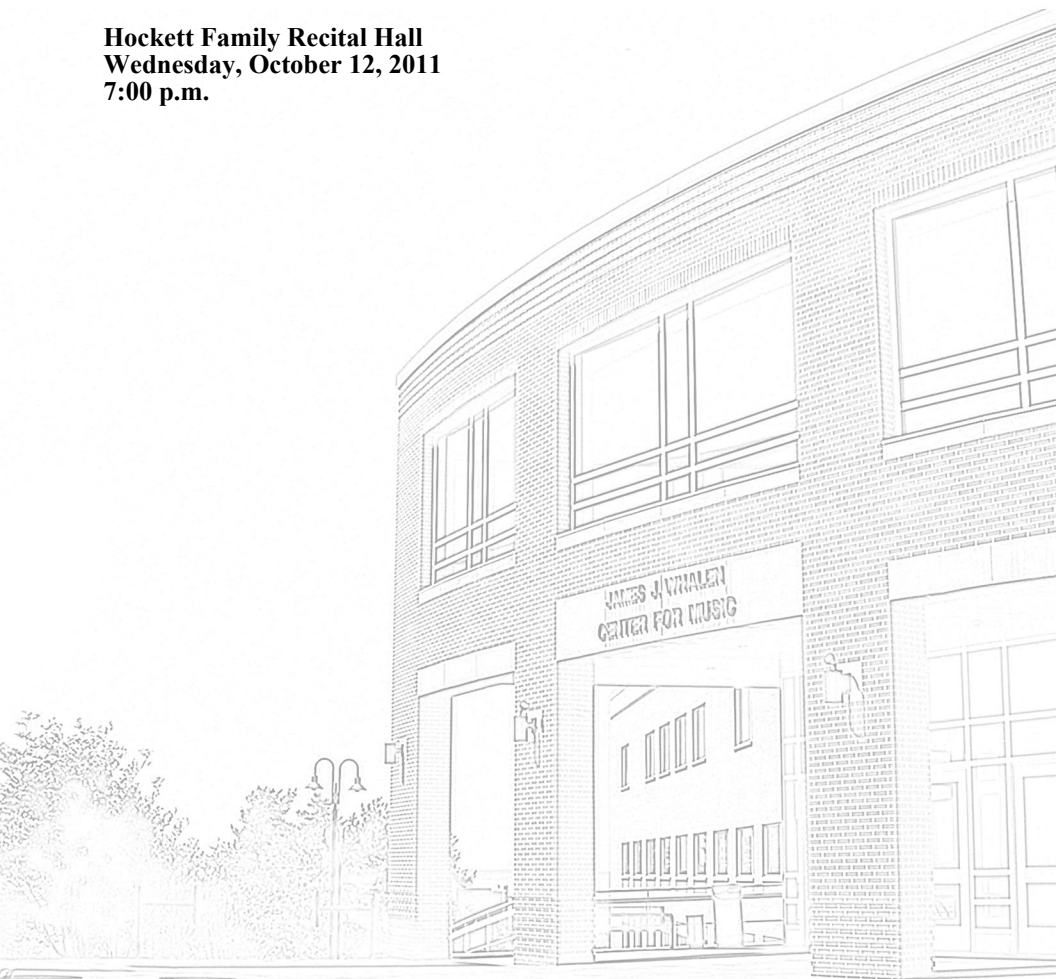 Hockett Family Recital Hall
Wednesday, October 12, 2011
7:00 p.m.
JAMES J. WHALEN
CENTER FOR MUSIC